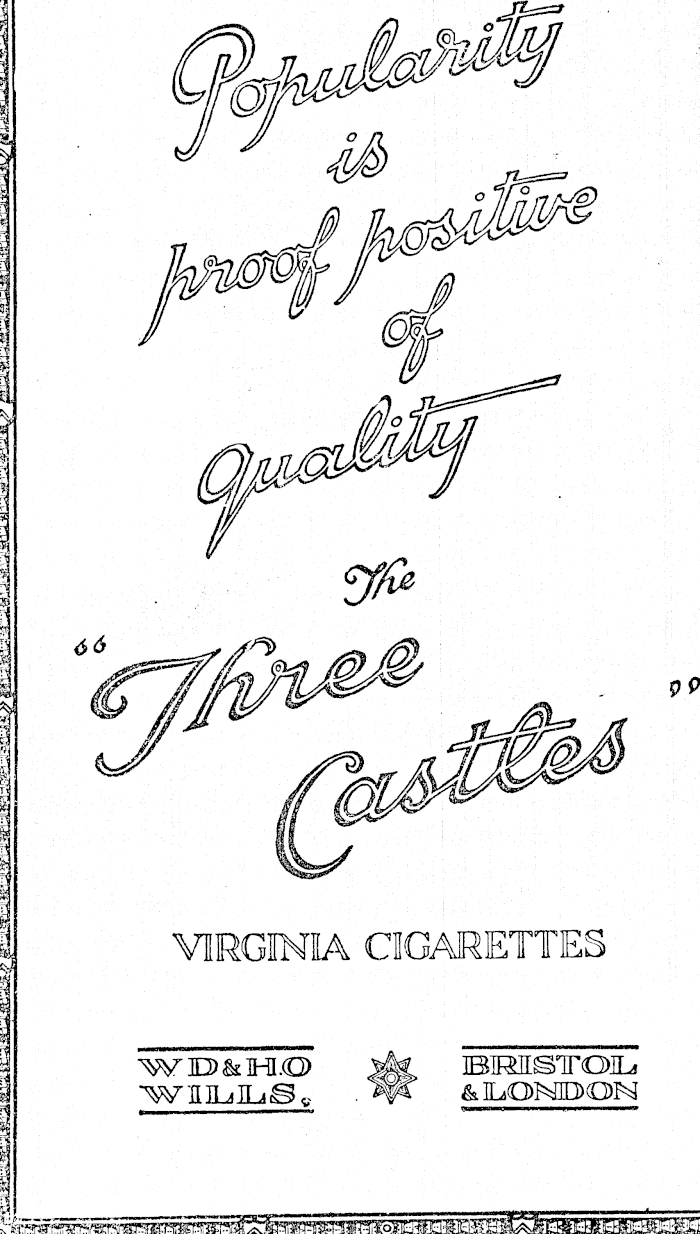 Popularity
is
proof positive
of
quality
The
“Three
Castles”
VIRGINIA CIGARETTES
W D & H.O
WILLS.
BRISTOL
& LONDON